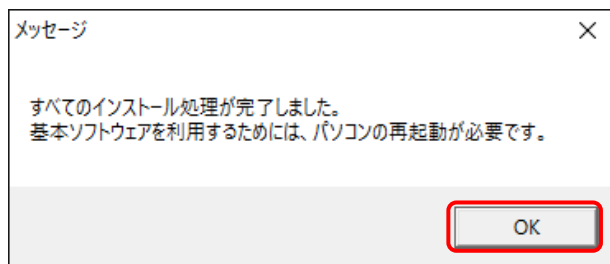 メッセージ
すべてのインストール処理が完了しました。
基本ソフトウェアを利用するためには、パソコンの再起動が必要です。
OK